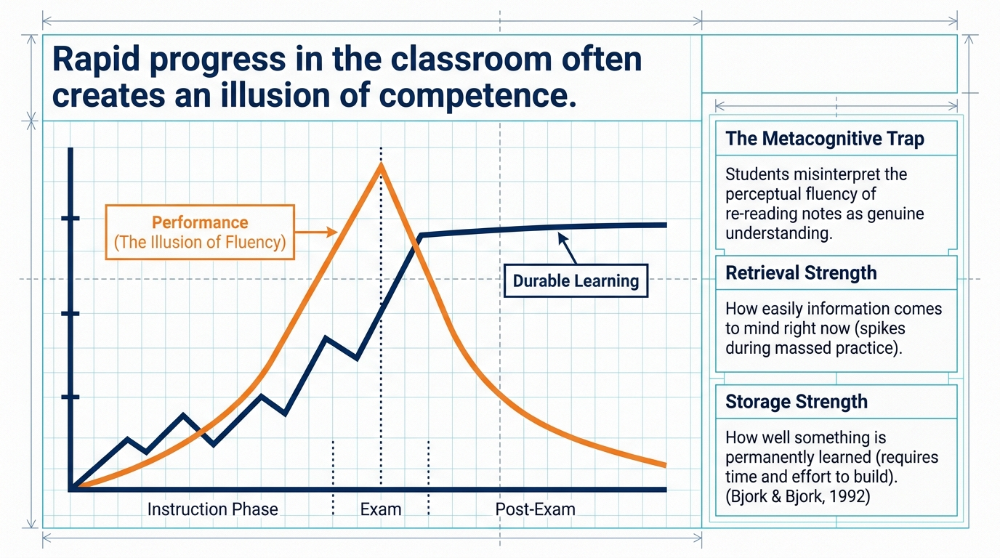 Rapid progress in the classroom often
creates an illusion of competence.
Performance
(The Illusion of Fluency)
Durable Learning
Instruction Phase
Exam
Post-Exam
The Metacognitive Trap
Students misinterpret the
perceptual fluency of
re-reading notes as genuine
understanding.
Retrieval Strength
How easily information comes
to mind right now (spikes
during massed practice).
Storage Strength
How well something is
permanently learned (requires
time and effort to build).
(Bjork & Bjork, 1992)